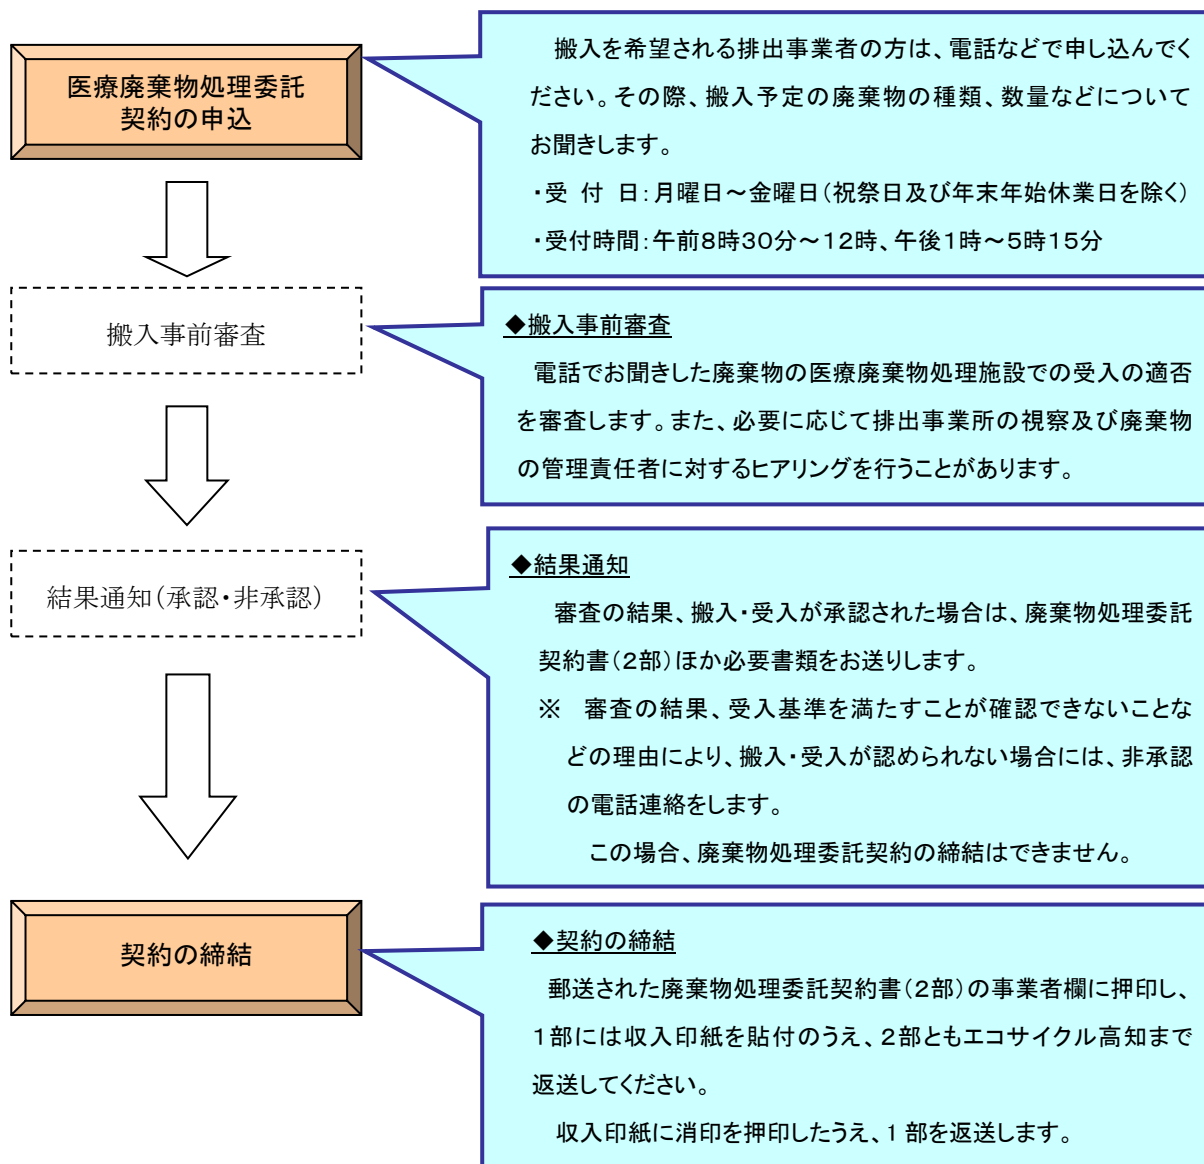 医療廃棄物処理委託
契約の申込
搬入を希望される排出事業者の方は、電話などで申し込んでく
ださい。その際、搬入予定の廃棄物の種類、数量などについて
お聞きします。
・受 付 日:月曜日～金曜日(祝祭日及び年末年始休業日を除く)
・受付時間:午前8時30分～12時、午後1時～5時15分
搬入事前審査
◆搬入事前審査
電話でお聞きした廃棄物の医療廃棄物処理施設での受入の適否
を審査します。また、必要に応じて排出事業所の視察及び廃棄物
の管理責任者に対するヒアリングを行うことがあります。
結果通知(承認・非承認)
◆結果通知
審査の結果、搬入・受入が承認された場合は、廃棄物処理委託
契約書(2部)ほか必要書類をお送りします。
※ 審査の結果、受入基準を満たすことが確認できないことな
どの理由により、搬入・受入が認められない場合には、非承認
の電話連絡をします。
この場合、廃棄物処理委託契約の締結はできません。
契約の締結
◆契約の締結
郵送された廃棄物処理委託契約書(2部)の事業者欄に押印し、
1部には収入印紙を貼付のうえ、2部ともエコサイクル高知まで
返送してください。
収入印紙に消印を押印したうえ、1 部を返送します。